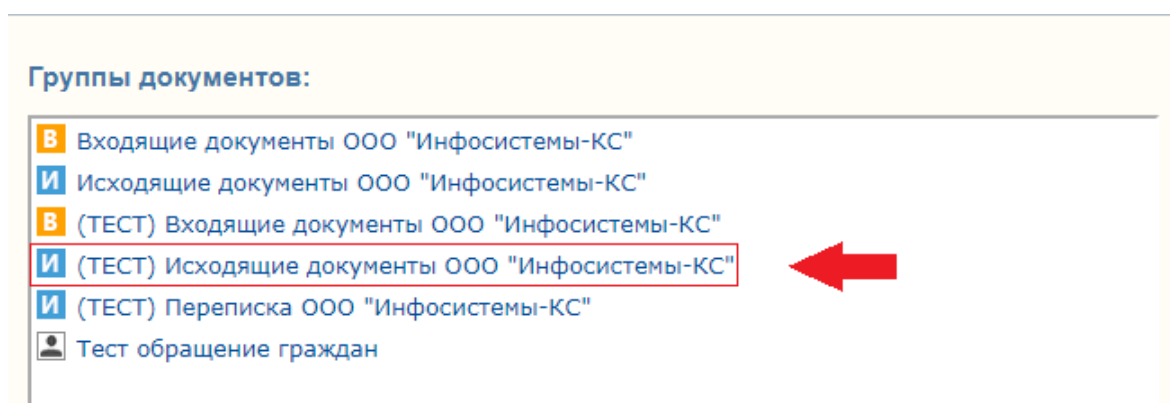 Группы документов:
В Входящие документы ООО "Инфосистемы-КС"
И Исходящие документы ООО "Инфосистемы-КС"
В (ТЕСТ) Входящие документы ООО "Инфосистемы-КС"
И (ТЕСТ) Исходящие документы ООО "Инфосистемы-КС"
И (ТЕСТ) Переписка ООО "Инфосистемы-КС"
Тест обращение граждан